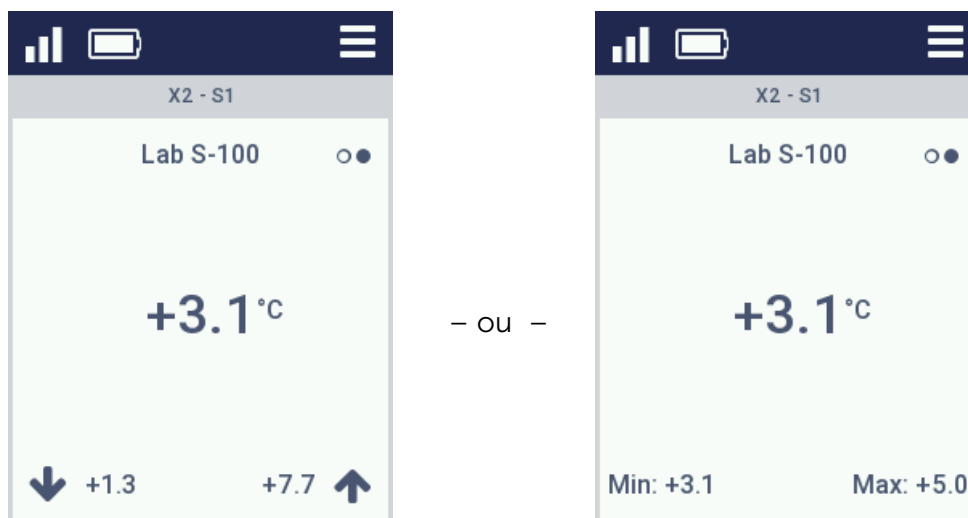 X2 - S1
Lab S-100
+3.1 °C
+1.3 +7.7
– ou –
X2 - S1
Lab S-100
+3.1 °C
Min: +3.1 Max: +5.0